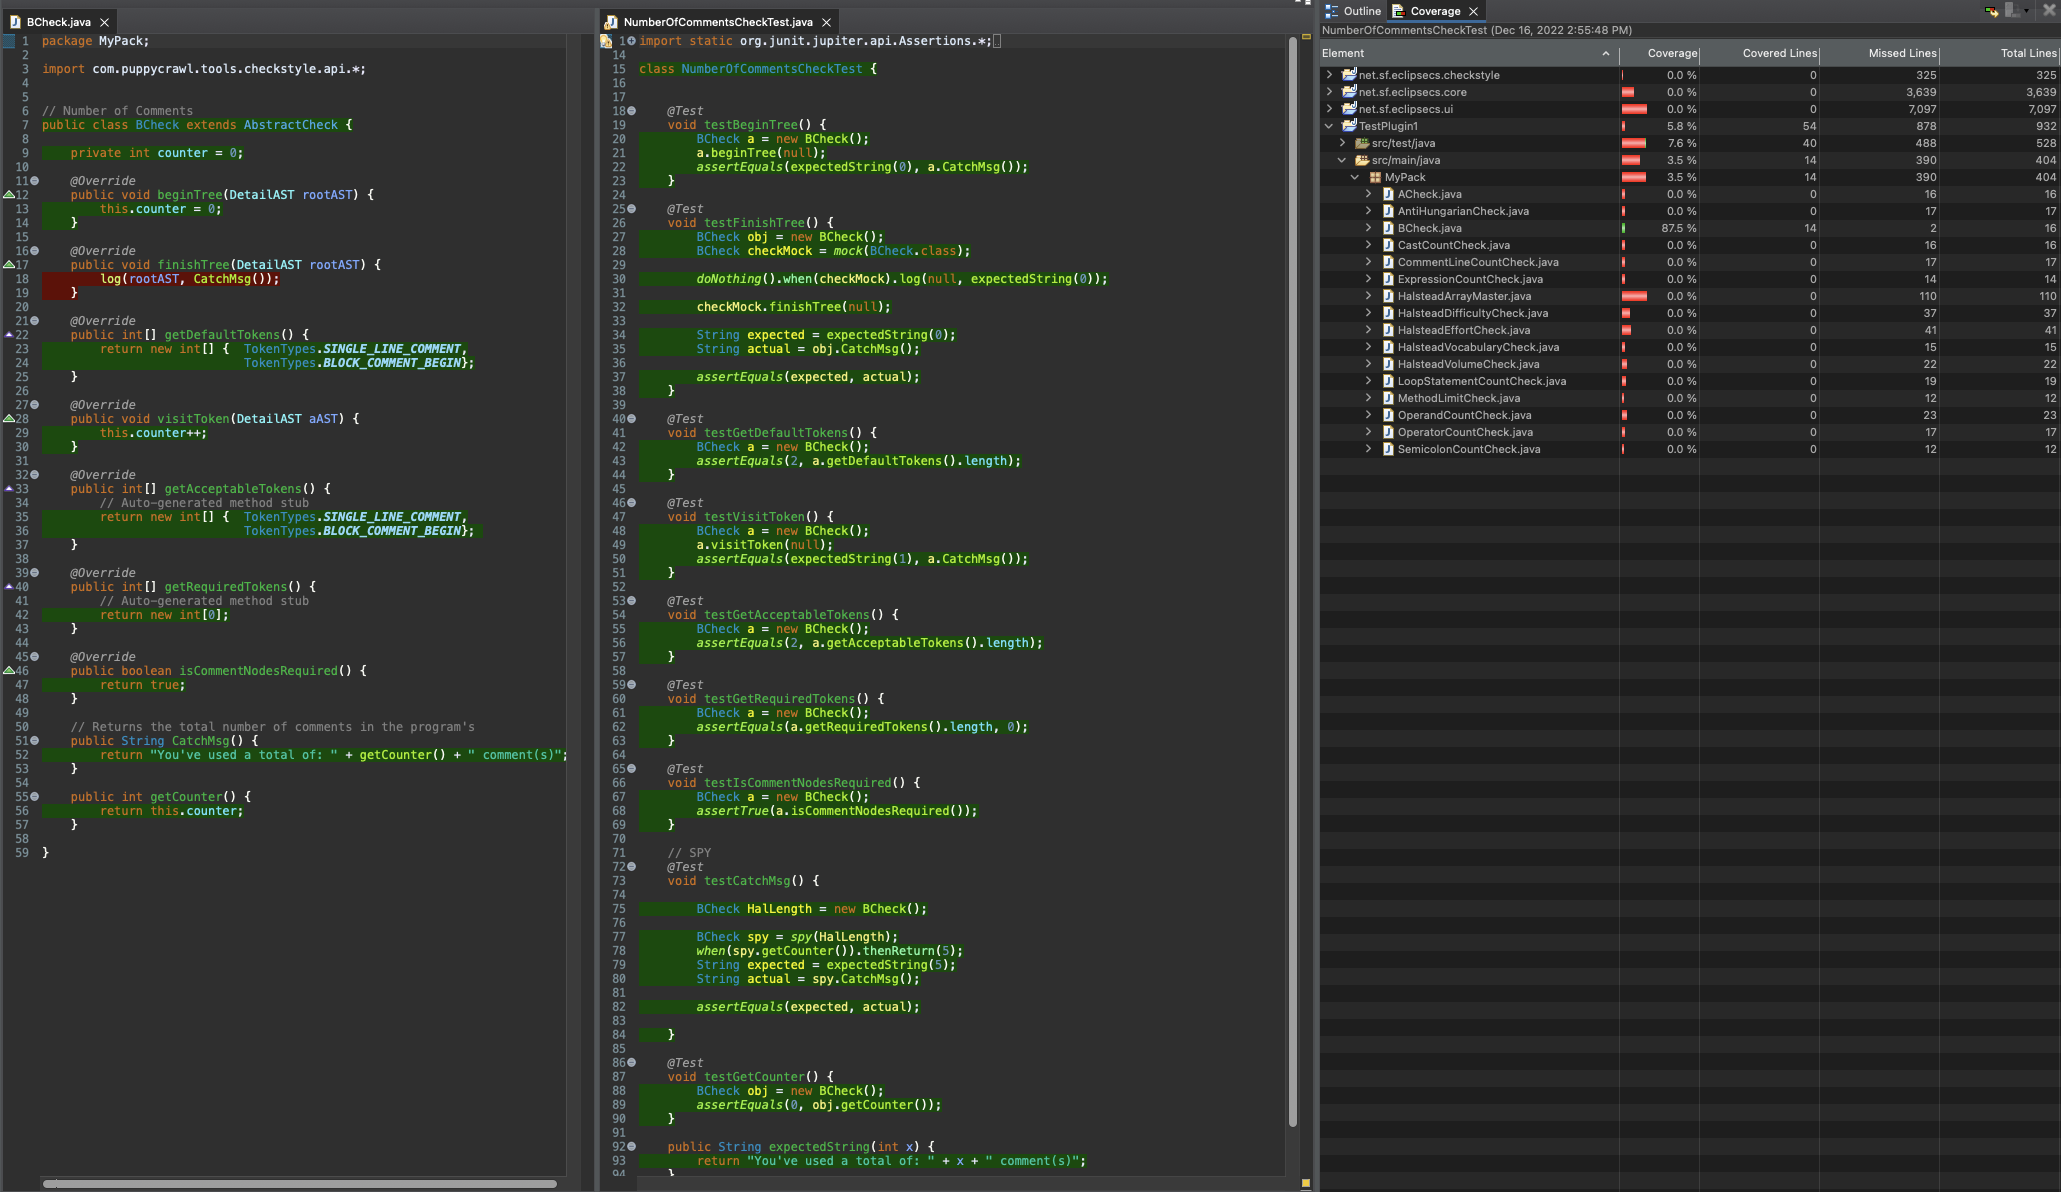 BCheck.java
1 package MyPack;
2
3 import com.puppycrawl.tools.checkstyle.api.*;
4
5
6 // Number of Comments
7 public class BCheck extends AbstractCheck {
8
9     private int counter = 0;
10
11     @Override
12     public void beginTree(DetailAST rootAST) {
13         this.counter = 0;
14     }
15
16     @Override
17     public void finishTree(DetailAST rootAST) {
18         log(rootAST, CatchMsg());
19     }
20
21     @Override
22     public int[] getDefaultTokens() {
23         return new int[] {  TokenTypes.SINGLE_LINE_COMMENT,
24                             TokenTypes.BLOCK_COMMENT_BEGIN};
25     }
26
27     @Override
28     public void visitToken(DetailAST aAST) {
29         this.counter++;
30     }
31
32     @Override
33     public int[] getAcceptableTokens() {
34         // Auto-generated method stub
35         return new int[] {  TokenTypes.SINGLE_LINE_COMMENT,
36                             TokenTypes.BLOCK_COMMENT_BEGIN};
37     }
38
39     @Override
40     public int[] getRequiredTokens() {
41         // Auto-generated method stub
42         return new int[0];
43     }
44
45     @Override
46     public boolean isCommentNodesRequired() {
47         return true;
48     }
49
50     // Returns the total number of comments in the program's
51     public String CatchMsg() {
52         return "You've used a total of: " + getCounter() + " comment(s)";
53     }
54
55     public int getCounter() {
56         return this.counter;
57     }
58
59 }
NumberOfCommentsCheckTest.java
1 import static org.junit.jupiter.api.Assertions.*;
14
15 class NumberOfCommentsCheckTest {
16
17
18     @Test
19     void testBeginTree() {
20         BCheck a = new BCheck();
21         a.beginTree(null);
22         assertEquals(expectedString(0), a.CatchMsg());
23     }
24
25     @Test
26     void testFinishTree() {
27         BCheck obj = new BCheck();
28         BCheck checkMock = mock(BCheck.class);
29
30         doNothing().when(checkMock).log(null, expectedString(0));
31
32         checkMock.finishTree(null);
33
34         String expected = expectedString(0);
35         String actual = obj.CatchMsg();
36
37         assertEquals(expected, actual);
38     }
39
40     @Test
41     void testGetDefaultTokens() {
42         BCheck a = new BCheck();
43         assertEquals(2, a.getDefaultTokens().length);
44     }
45
46     @Test
47     void testVisitToken() {
48         BCheck a = new BCheck();
49         a.visitToken(null);
50         assertEquals(expectedString(1), a.CatchMsg());
51     }
52
53     @Test
54     void testGetAcceptableTokens() {
55         BCheck a = new BCheck();
56         assertEquals(2, a.getAcceptableTokens().length);
57     }
58
59     @Test
60     void testGetRequiredTokens() {
61         BCheck a = new BCheck();
62         assertEquals(a.getRequiredTokens().length, 0);
63     }
64
65     @Test
66     void testIsCommentNodesRequired() {
67         BCheck a = new BCheck();
68         assertTrue(a.isCommentNodesRequired());
69     }
70
71     // SPY
72     @Test
73     void testCatchMsg() {
74
75         BCheck HalLength = new BCheck();
76
77         BCheck spy = spy(HalLength);
78         when(spy.getCounter()).thenReturn(5);
79         String expected = expectedString(5);
80         String actual = spy.CatchMsg();
81
82         assertEquals(expected, actual);
83
84     }
85
86     @Test
87     void testGetCounter() {
88         BCheck obj = new BCheck();
89         assertEquals(0, obj.getCounter());
90     }
91
92     public String expectedString(int x) {
93         return "You've used a total of: " + x + " comment(s)";
94     }
Outline Coverage
NumberOfCommentsCheckTest (Dec 16, 2022 2:55:48 PM)
Element Coverage Covered Lines Missed Lines Total Lines
net.sf.eclipsecs.checkstyle 0.0 % 0 325 325
net.sf.eclipsecs.core 0.0 % 0 3,639 3,639
net.sf.eclipsecs.ui 0.0 % 0 7,097 7,097
TestPlugin1 5.8 % 54 878 932
src/test/java 7.6 % 40 488 528
src/main/java 3.5 % 14 390 404
MyPack 3.5 % 14 390 404
ACheck.java 0.0 % 0 16 16
AntiHungarianCheck.java 0.0 % 0 17 17
BCheck.java 87.5 % 14 2 16
CastCountCheck.java 0.0 % 0 16 16
CommentLineCountCheck.java 0.0 % 0 17 17
ExpressionCountCheck.java 0.0 % 0 14 14
HalsteadArrayMaster.java 0.0 % 0 110 110
HalsteadDifficultyCheck.java 0.0 % 0 37 37
HalsteadEffortCheck.java 0.0 % 0 41 41
HalsteadVocabularyCheck.java 0.0 % 0 15 15
HalsteadVolumeCheck.java 0.0 % 0 22 22
LoopStatementCountCheck.java 0.0 % 0 19 19
MethodLimitCheck.java 0.0 % 0 12 12
OperandCountCheck.java 0.0 % 0 23 23
OperatorCountCheck.java 0.0 % 0 17 17
SemicolonCountCheck.java 0.0 % 0 12 12